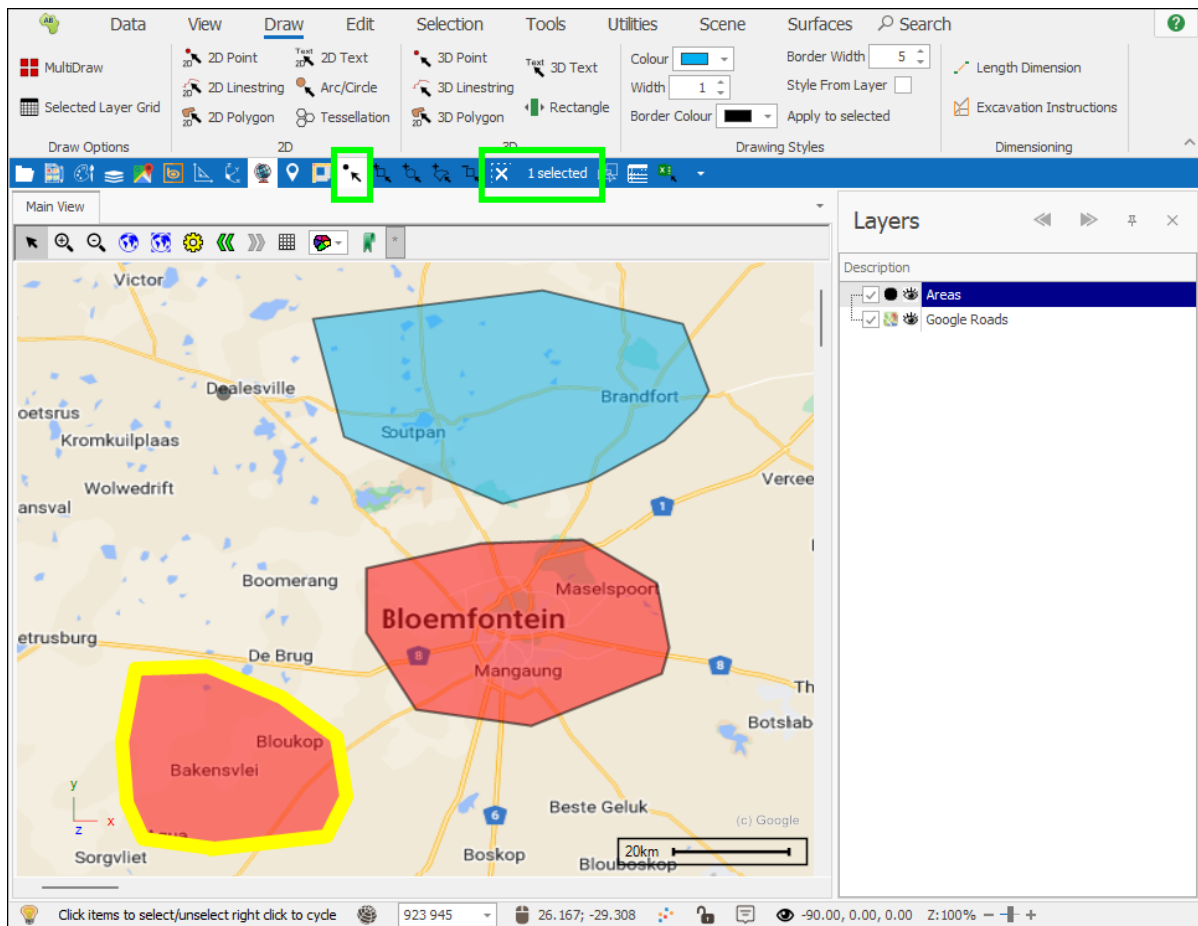 AB
Data View Draw Edit Selection Tools Utilities Scene Surfaces Search ?
MultiDraw
Selected Layer Grid
Draw Options
2D Point
2D Linestring
2D Polygon
2D Text
Arc/Circle
Tessellation
2D
3D Point
3D Linestring
3D Polygon
3D Text
Rectangle
3D
Colour
Width 1
Border Colour
Border Width 5
Style From Layer
Apply to selected
Drawing Styles
Length Dimension
Excavation Instructions
Dimensioning
1 selected
Main View
Layers
Description
Areas
Google Roads
Victor
Dealesville
Brandfort
oetsrus
Soutpan
Kromkuilplaas
Wolwedrift
Vercee
ansval
1
Boomerang
Maselspoort
Bloemfontein
etrusburg
De Brug
8
Mangaung
8
Th
Botshab
Bloukop
Bakensvlei
y
x
z
Beste Geluk
6
(c) Google
Sorgvliet
Boskop
20km
Blouboskop
Click items to select/unselect right click to cycle 923 945 26.167; -29.308 -90.00, 0.00, 0.00 Z:100% − +